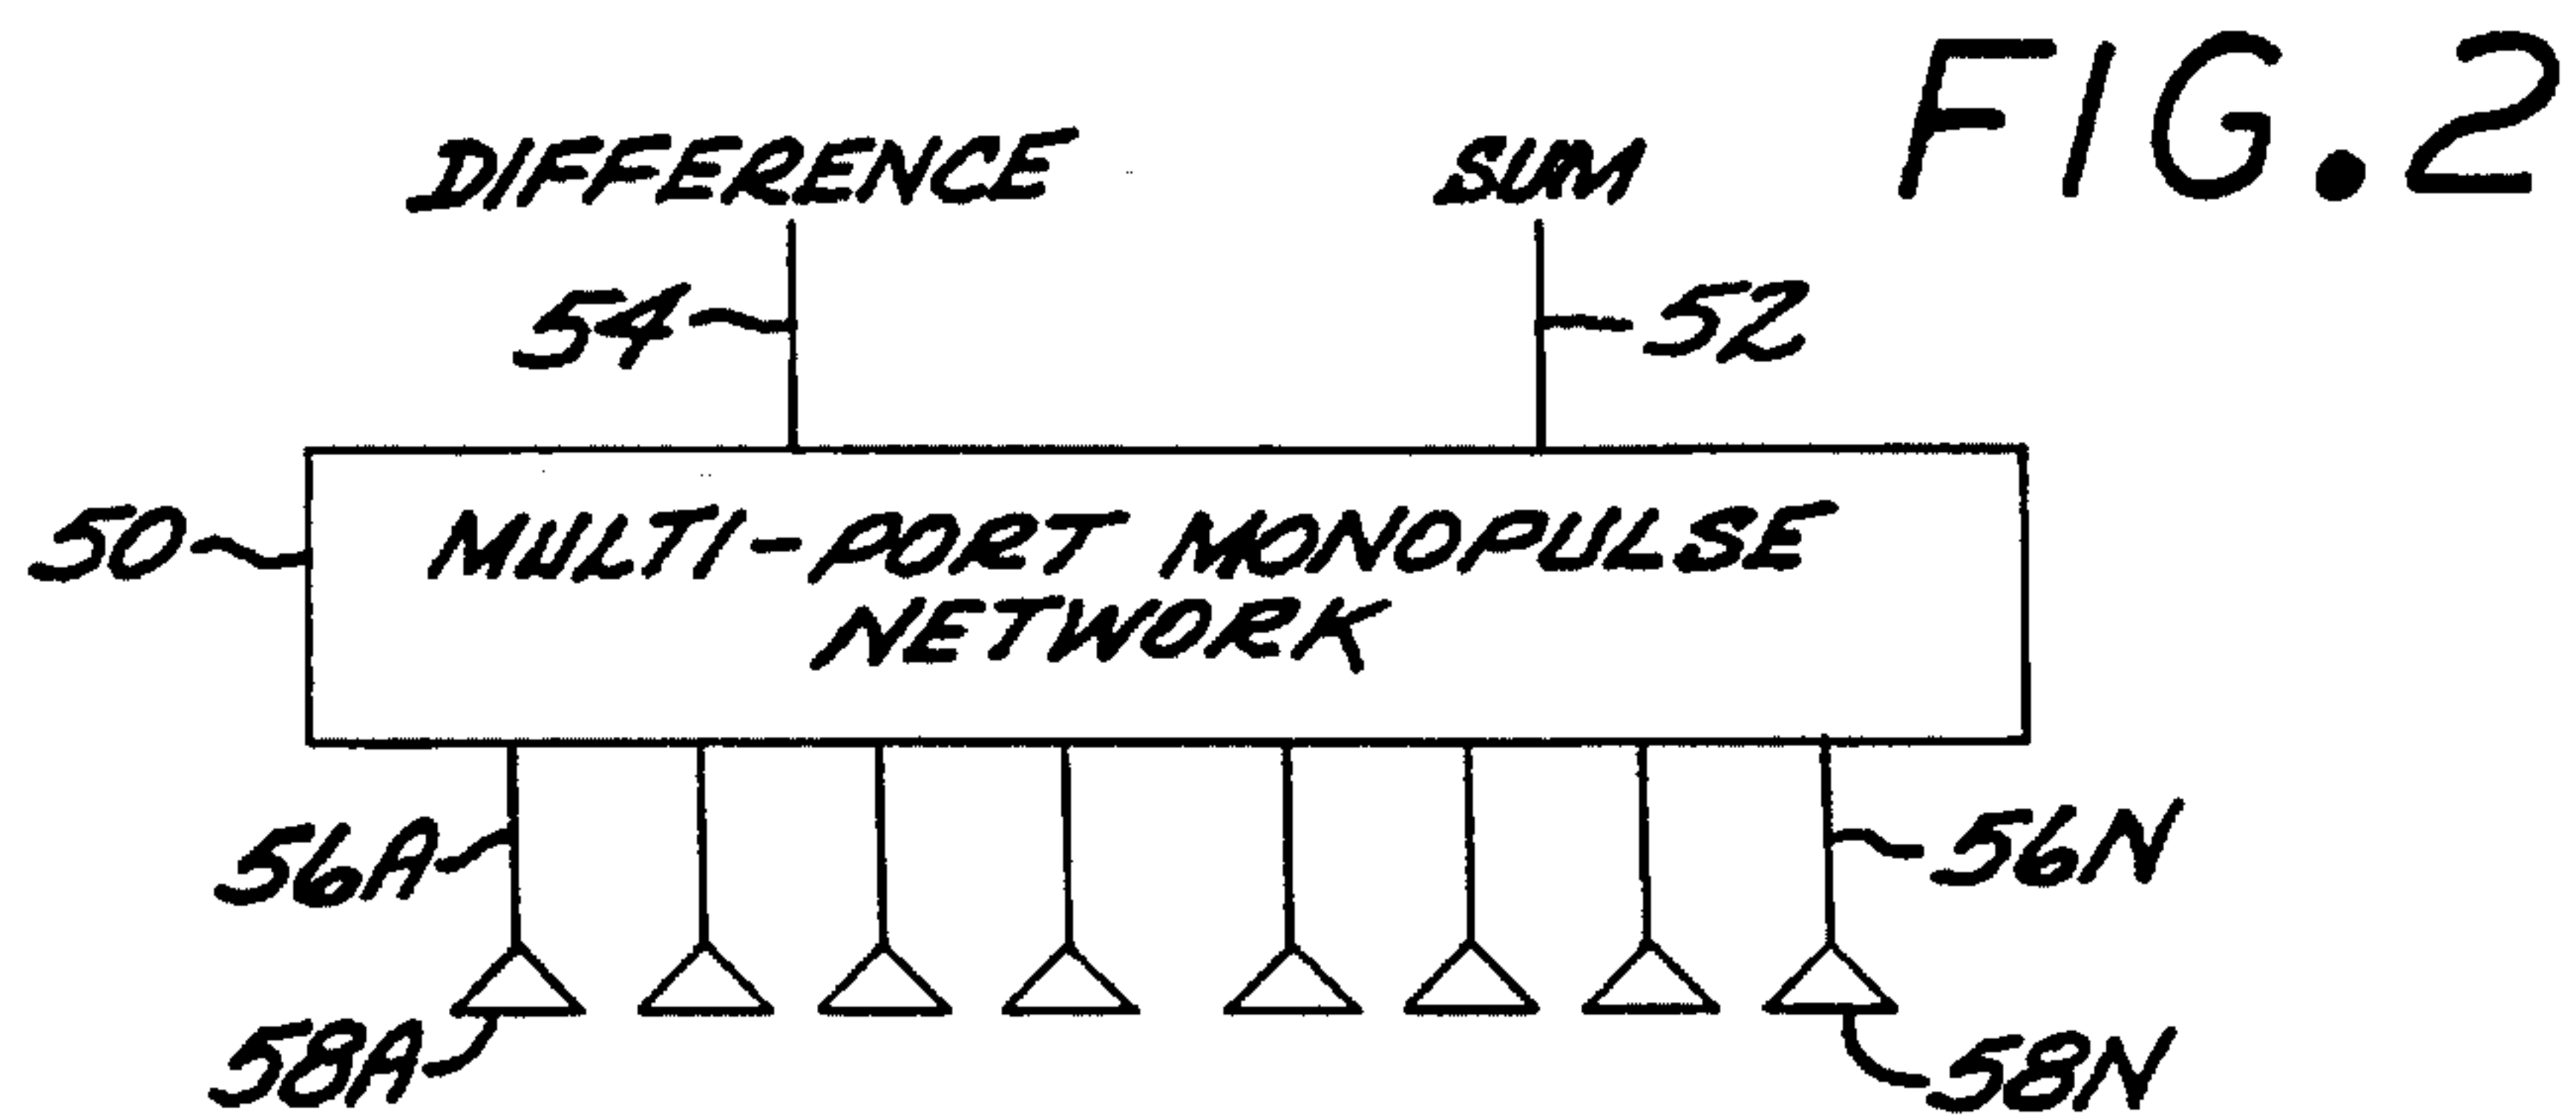 FIG. 2
DIFFERENCE
SUM
54
52
50
MULTI-PORT MONOPULSE
NETWORK
56A
56N
58A
58N